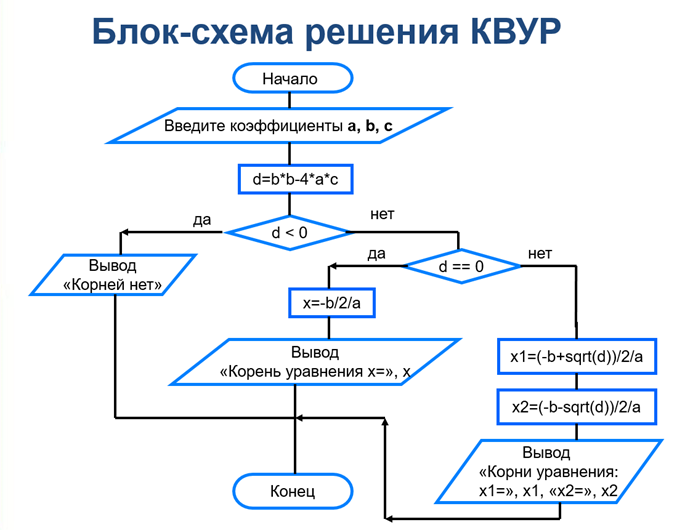 Блок-схема решения КВУР
Начало
Введите коэффициенты a, b, c
d=b*b-4*a*c
да
нет
d < 0
да
нет
d == 0
Вывод
«Корней нет»
x=-b/2/a
Вывод
«Корень уравнения x=», x
x1=(-b+sqrt(d))/2/a
x2=(-b-sqrt(d))/2/a
Вывод
«Корни уравнения:
x1=», x1, «x2=», x2
Конец